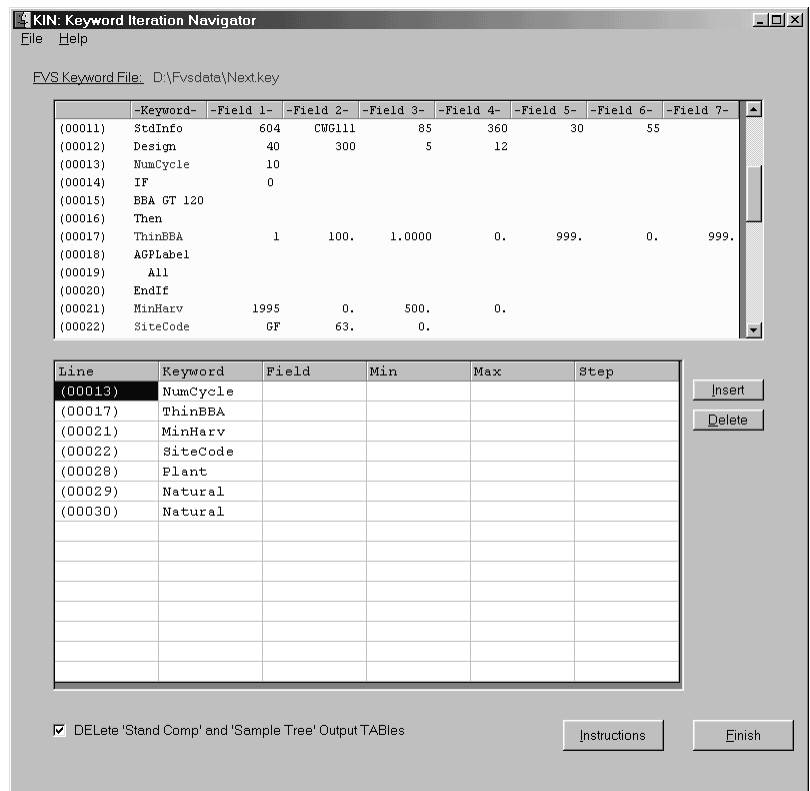 KIN: Keyword Iteration Navigator
File Help
FVS Keyword File: D:\Fvsdata\Next.key
-Keyword- -Field 1- -Field 2- -Field 3- -Field 4- -Field 5- -Field 6- -Field 7-
(00011) StdInfo 604 CWG111 85 360 30 55
(00012) Design 40 300 5 12
(00013) NumCycle 10
(00014) IF 0
(00015) BBA GT 120
(00016) Then
(00017) ThinBBA 1 100. 1.0000 0. 999. 0. 999.
(00018) AGPLabel
(00019) All
(00020) EndIf
(00021) MinHarv 1995 0. 500. 0.
(00022) SiteCode GF 63. 0.
Line Keyword Field Min Max Step
(00013) NumCycle
(00017) ThinBBA
(00021) MinHarv
(00022) SiteCode
(00028) Plant
(00029) Natural
(00030) Natural
Insert
Delete
DELete 'Stand Comp' and 'Sample Tree' Output TABles
Instructions
Finish